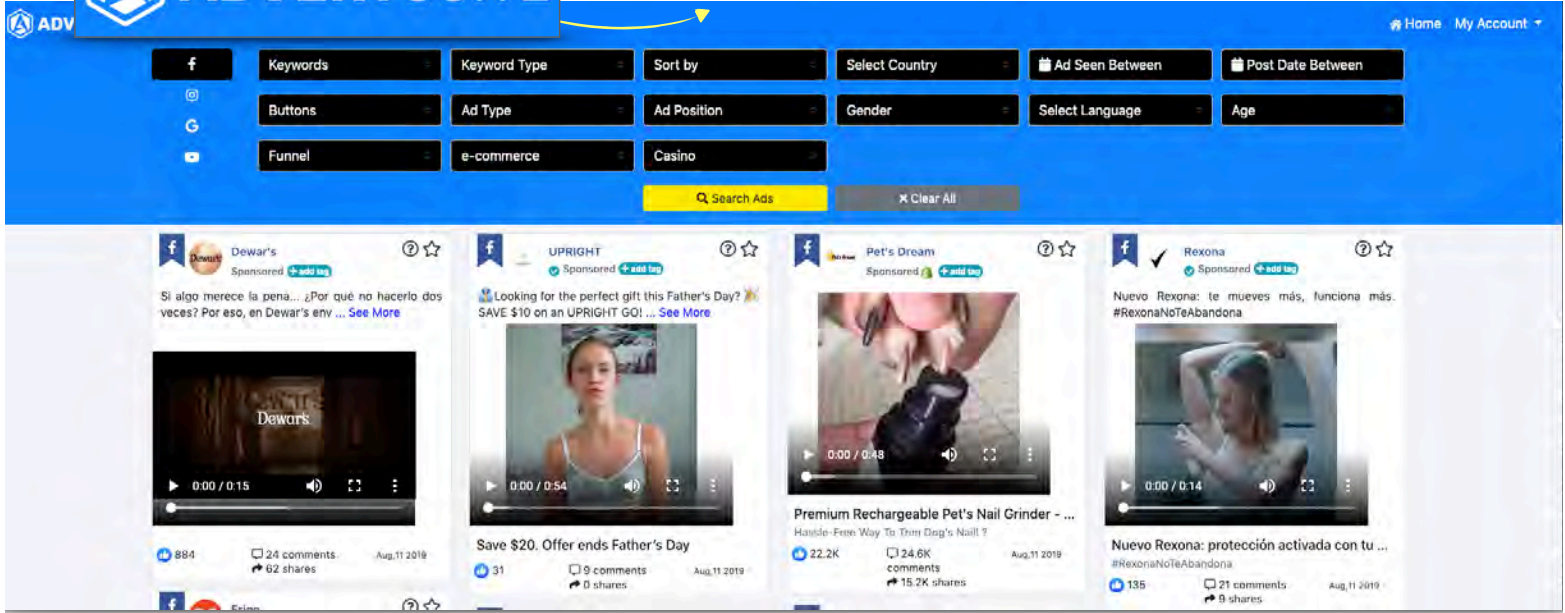 ADV
Home My Account
Keywords
Keyword Type
Sort by
Select Country
Ad Seen Between
Post Date Between
Buttons
Ad Type
Ad Position
Gender
Select Language
Age
Funnel
e-commerce
Casino
Search Ads
Clear All
Dewar's
Sponsored + add tag
Si algo merece la pena... ¿Por qué no hacerlo dos
veces? Por eso, en Dewar's env ... See More
Dewar's
0:00 / 0:15
884
24 comments
62 shares
Aug,11 2019
UPRIGHT
Sponsored + add tag
Looking for the perfect gift this Father's Day?
SAVE $10 on an UPRIGHT GO! ... See More
0:00 / 0:54
Save $20. Offer ends Father's Day
31
9 comments
0 shares
Aug,11 2019
Pet's Dream
Sponsored + add tag
0:00 / 0:48
Premium Rechargeable Pet's Nail Grinder - ...
Hassle-Free Way To Trim Dog's Naill ?
22.2K
24.6K
comments
15.2K shares
Aug,11 2019
Rexona
Sponsored + add tag
Nuevo Rexona: te mueves más, funciona más.
#RexonaNoTeAbandona
0:00 / 0:14
Nuevo Rexona: protección activada con tu ...
#RexonaNoTeAbandona
135
21 comments
9 shares
Aug,11 2019